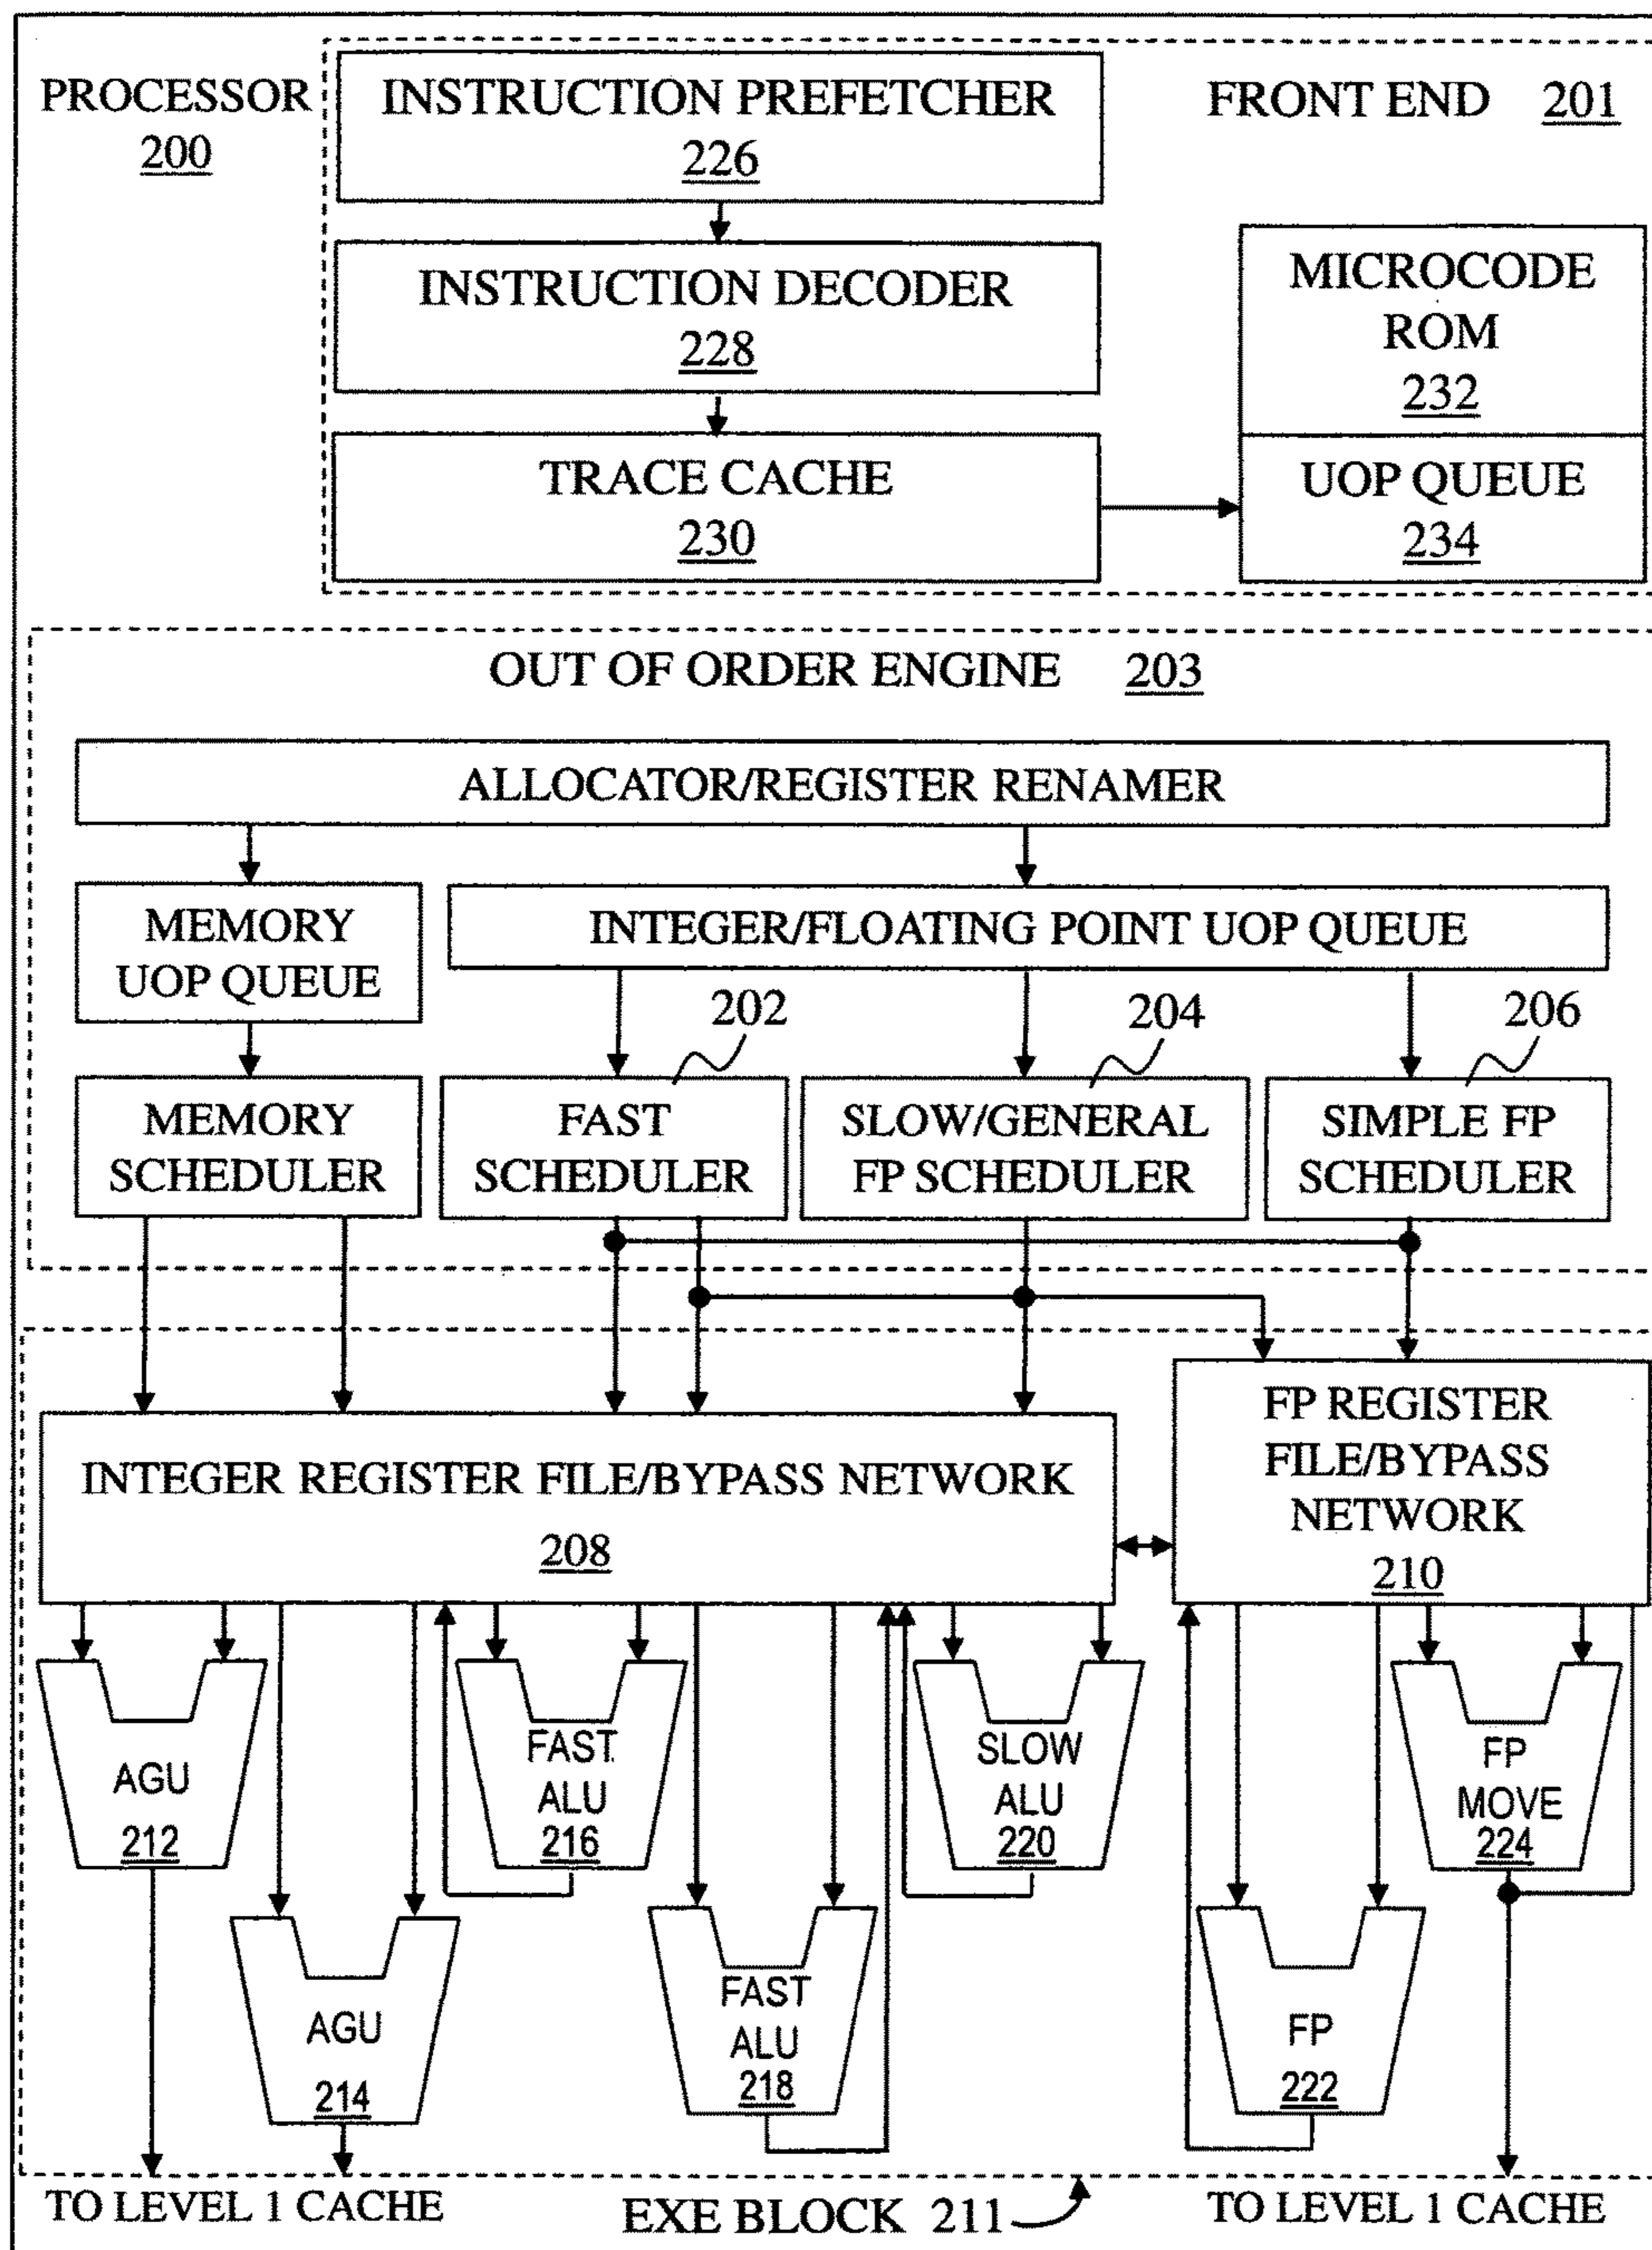 PROCESSOR
200
INSTRUCTION PREFETCHER
226
FRONT END 201
INSTRUCTION DECODER
228
MICROCODE
ROM
232
TRACE CACHE
230
UOP QUEUE
234
OUT OF ORDER ENGINE 203
ALLOCATOR/REGISTER RENAMER
MEMORY
UOP QUEUE
INTEGER/FLOATING POINT UOP QUEUE
202
204
206
MEMORY
SCHEDULER
FAST
SCHEDULER
SLOW/GENERAL
FP SCHEDULER
SIMPLE FP
SCHEDULER
INTEGER REGISTER FILE/BYPASS NETWORK
208
FP REGISTER
FILE/BYPASS
NETWORK
210
AGU
212
FAST
ALU
216
SLOW
ALU
220
FP
MOVE
224
AGU
214
FAST
ALU
218
FP
222
TO LEVEL 1 CACHE
EXE BLOCK 211
TO LEVEL 1 CACHE